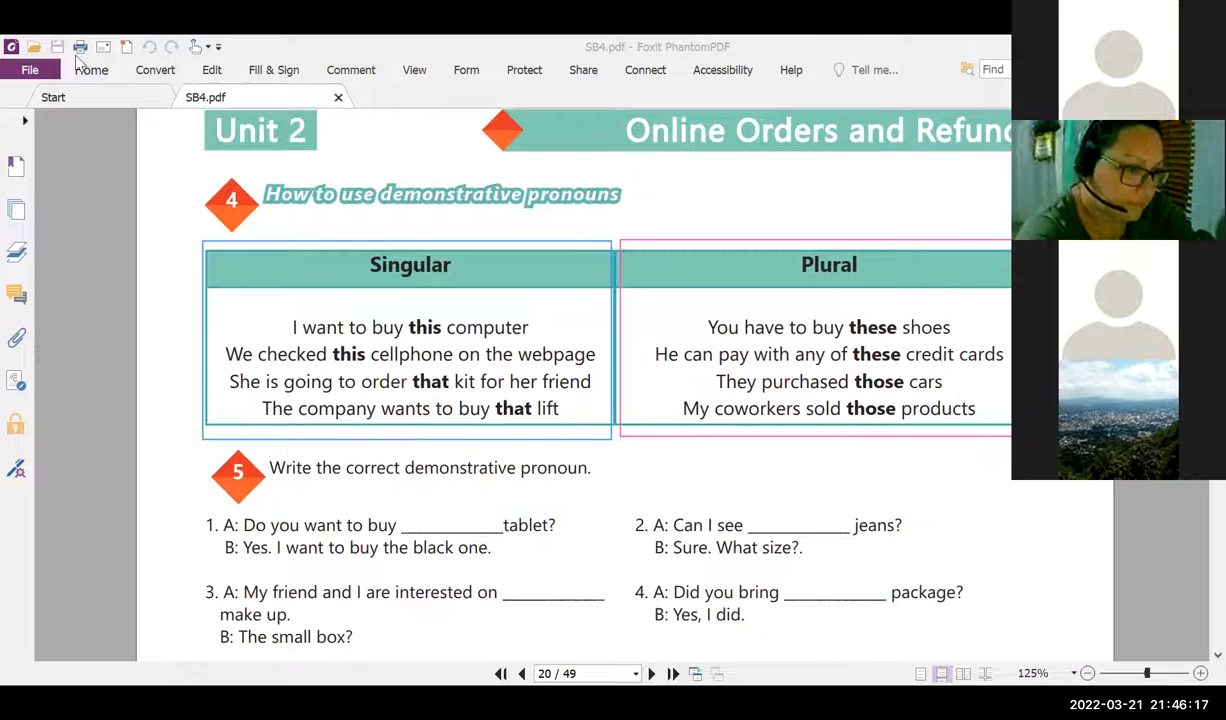 SB4.pdf - Foxit PhantomPDF
File Home Convert Edit Fill & Sign Comment View Form Protect Share Connect Accessibility Help Tell me... Find
Start SB4.pdf
Unit 2 Online Orders and Refun
4 How to use demonstrative pronouns
Singular
I want to buy this computer
We checked this cellphone on the webpage
She is going to order that kit for her friend
The company wants to buy that lift
Plural
You have to buy these shoes
He can pay with any of these credit cards
They purchased those cars
My coworkers sold those products
5 Write the correct demonstrative pronoun.
1. A: Do you want to buy ___________tablet?
B: Yes. I want to buy the black one.
2. A: Can I see ___________ jeans?
B: Sure. What size?.
3. A: My friend and I are interested on ___________
make up.
B: The small box?
4. A: Did you bring ___________ package?
B: Yes, I did.
20 / 49 125%
2022-03-21 21:46:17